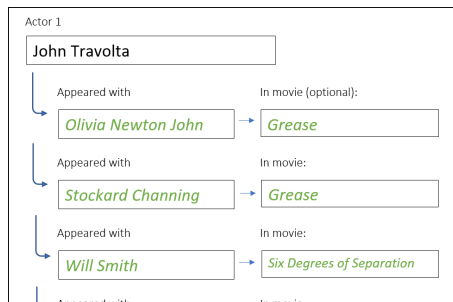 Actor 1
John Travolta
Appeared with In movie (optional):
Olivia Newton John Grease
Appeared with In movie:
Stockard Channing Grease
Appeared with In movie:
Will Smith Six Degrees of Separation